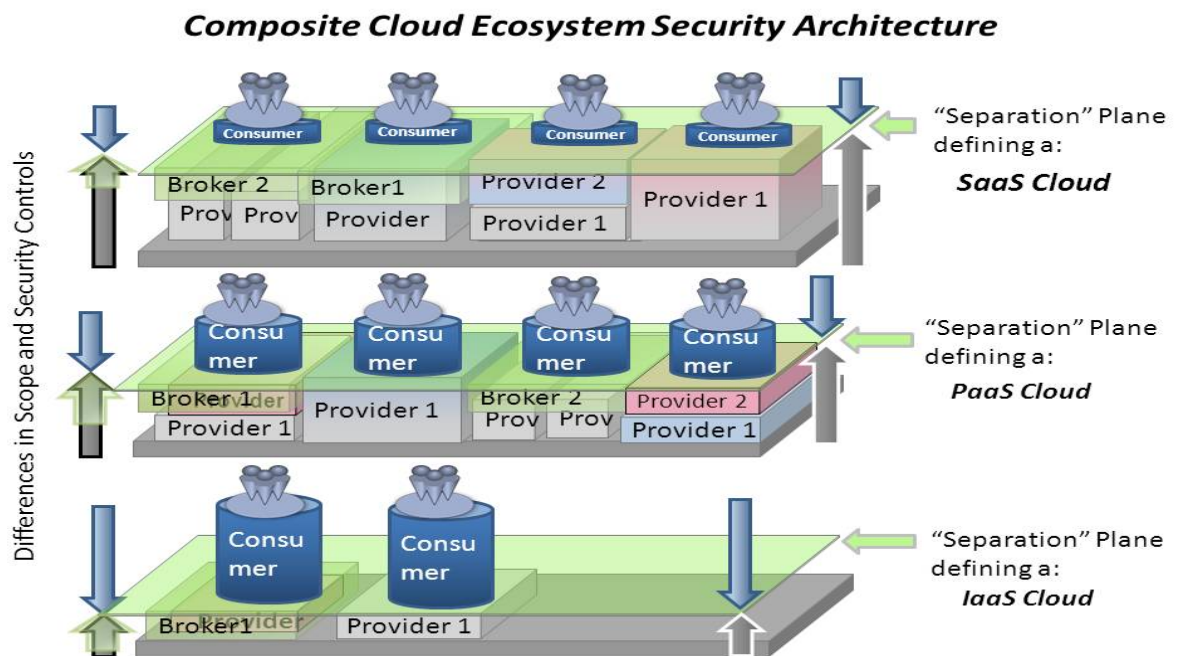 Composite Cloud Ecosystem Security Architecture
Differences in Scope and Security Controls
Consumer
Consumer
Consumer
Consumer
Broker 2
Broker1
Provider 2
Provider 1
Prov
Prov
Provider
Provider 1
“Separation” Plane
defining a:
SaaS Cloud
Consu
mer
Consu
mer
Consu
mer
Consu
mer
Broker 1
Provider
Provider 1
Provider 1
Broker 2
Prov
Prov
Provider 2
Provider 1
“Separation” Plane
defining a:
PaaS Cloud
Consu
mer
Consu
mer
Provider
Broker1
Provider 1
“Separation” Plane
defining a:
IaaS Cloud